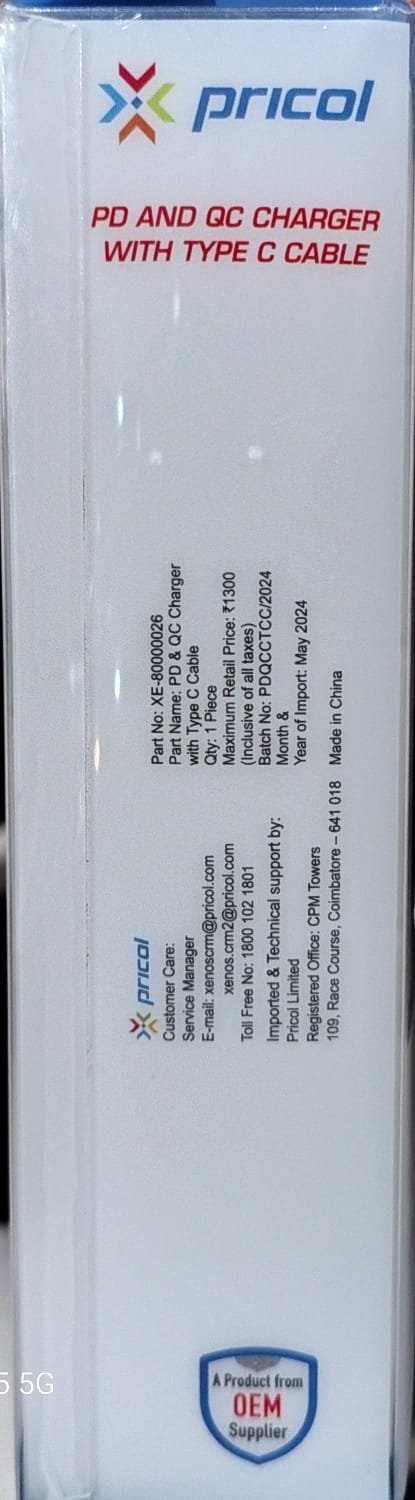 pricol
PD AND QC CHARGER
WITH TYPE C CABLE
pricol
Customer Care:
Service Manager
E-mail: xenoscrm@pricol.com
xenos.crm2@pricol.com
Toll Free No: 1800 102 1801
Imported & Technical support by:
Pricol Limited
Registered Office: CPM Towers
109, Race Course, Coimbatore – 641 018
Part No: XE-80000026
Part Name: PD & QC Charger
with Type C Cable
Qty: 1 Piece
Maximum Retail Price: ₹1300
(Inclusive of all taxes)
Batch No: PDQCCTCC/2024
Month &
Year of Import: May 2024
Made in China
A Product from
OEM
Supplier
5 5G